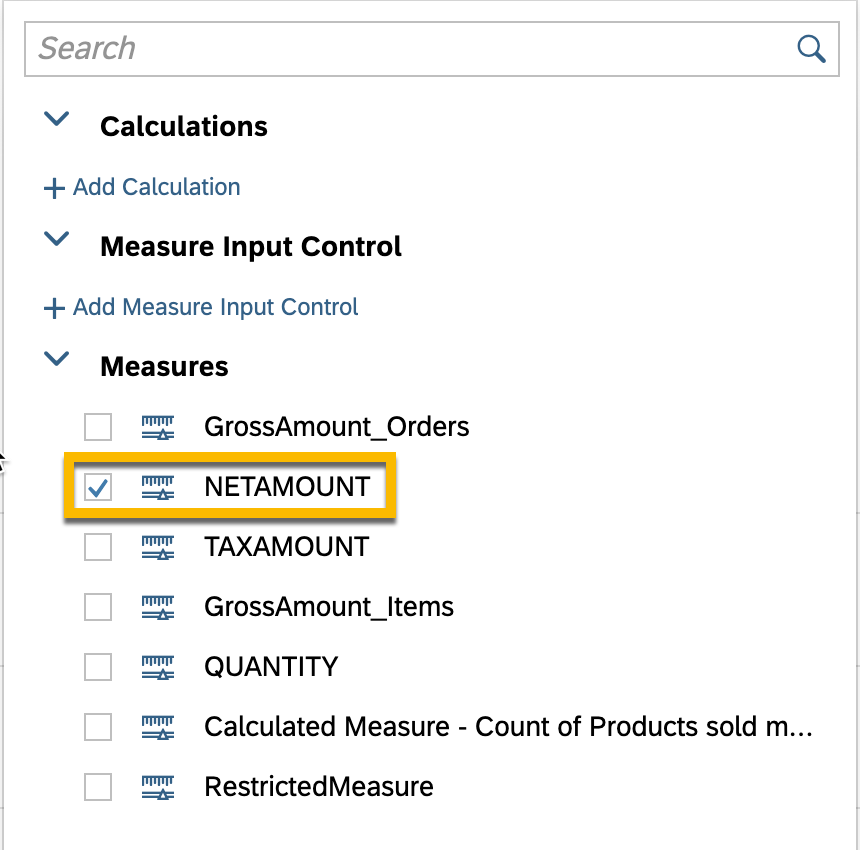 Search
Calculations
+ Add Calculation
Measure Input Control
+ Add Measure Input Control
Measures
GrossAmount_Orders
NETAMOUNT
TAXAMOUNT
GrossAmount_Items
QUANTITY
Calculated Measure - Count of Products sold m...
RestrictedMeasure